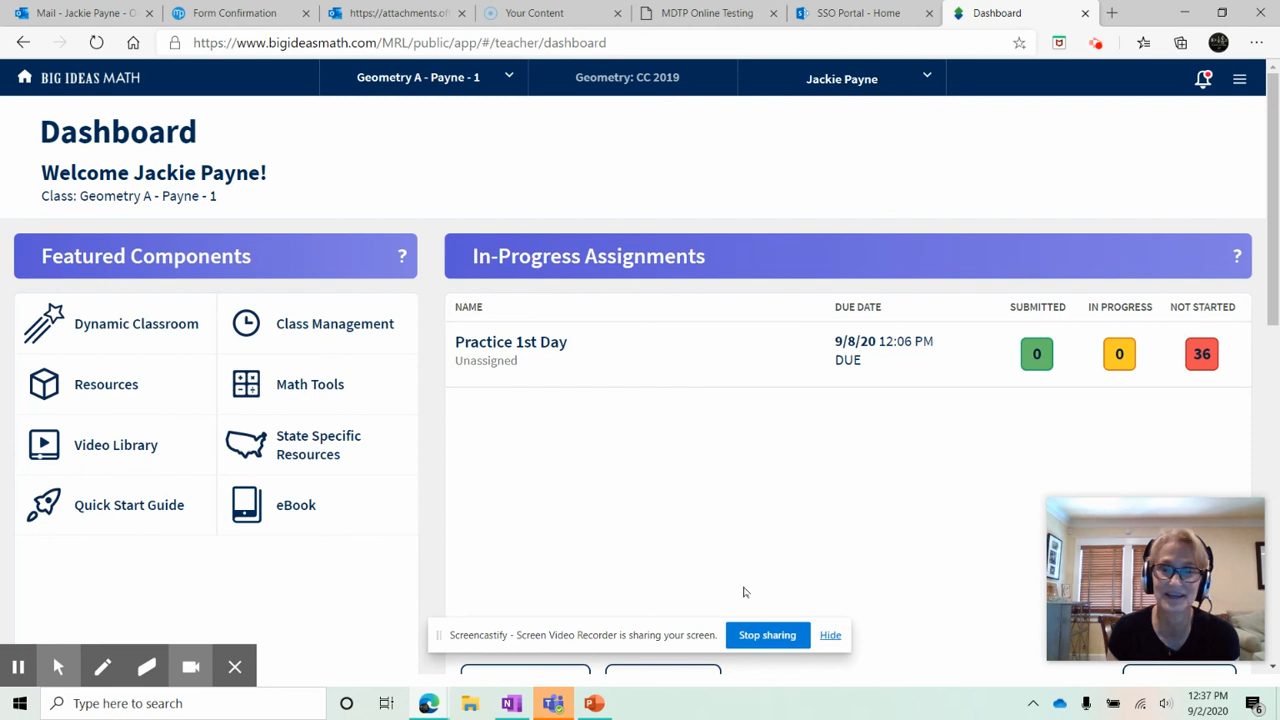 Mail - Jackie Payne - O
Form Confirmation
https://attachments.of
Your Content
MDTP Online Testing
SSO Portal - Home
Dashboard
https://www.bigideasmath.com/MRL/public/app/#/teacher/dashboard
BIG IDEAS MATH
Geometry A - Payne - 1
Geometry: CC 2019
Jackie Payne
Dashboard
Welcome Jackie Payne!
Class: Geometry A - Payne - 1
Featured Components ?
In-Progress Assignments ?
Dynamic Classroom
Class Management
Resources
Math Tools
Video Library
State Specific
Resources
Quick Start Guide
eBook
NAME DUE DATE SUBMITTED IN PROGRESS NOT STARTED
Practice 1st Day 9/8/20 12:06 PM 0 0 36
Unassigned DUE
Screencastify - Screen Video Recorder is sharing your screen. Stop sharing Hide
Type here to search
12:37 PM
9/2/2020
6